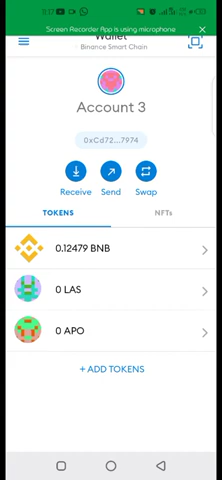 Screen Recorder App is using microphone
Wallet
Binance Smart Chain
Account 3
0xCd72...7974
Receive
Send
Swap
TOKENS
NFTs
0.12479 BNB
0 LAS
0 APO
+ ADD TOKENS